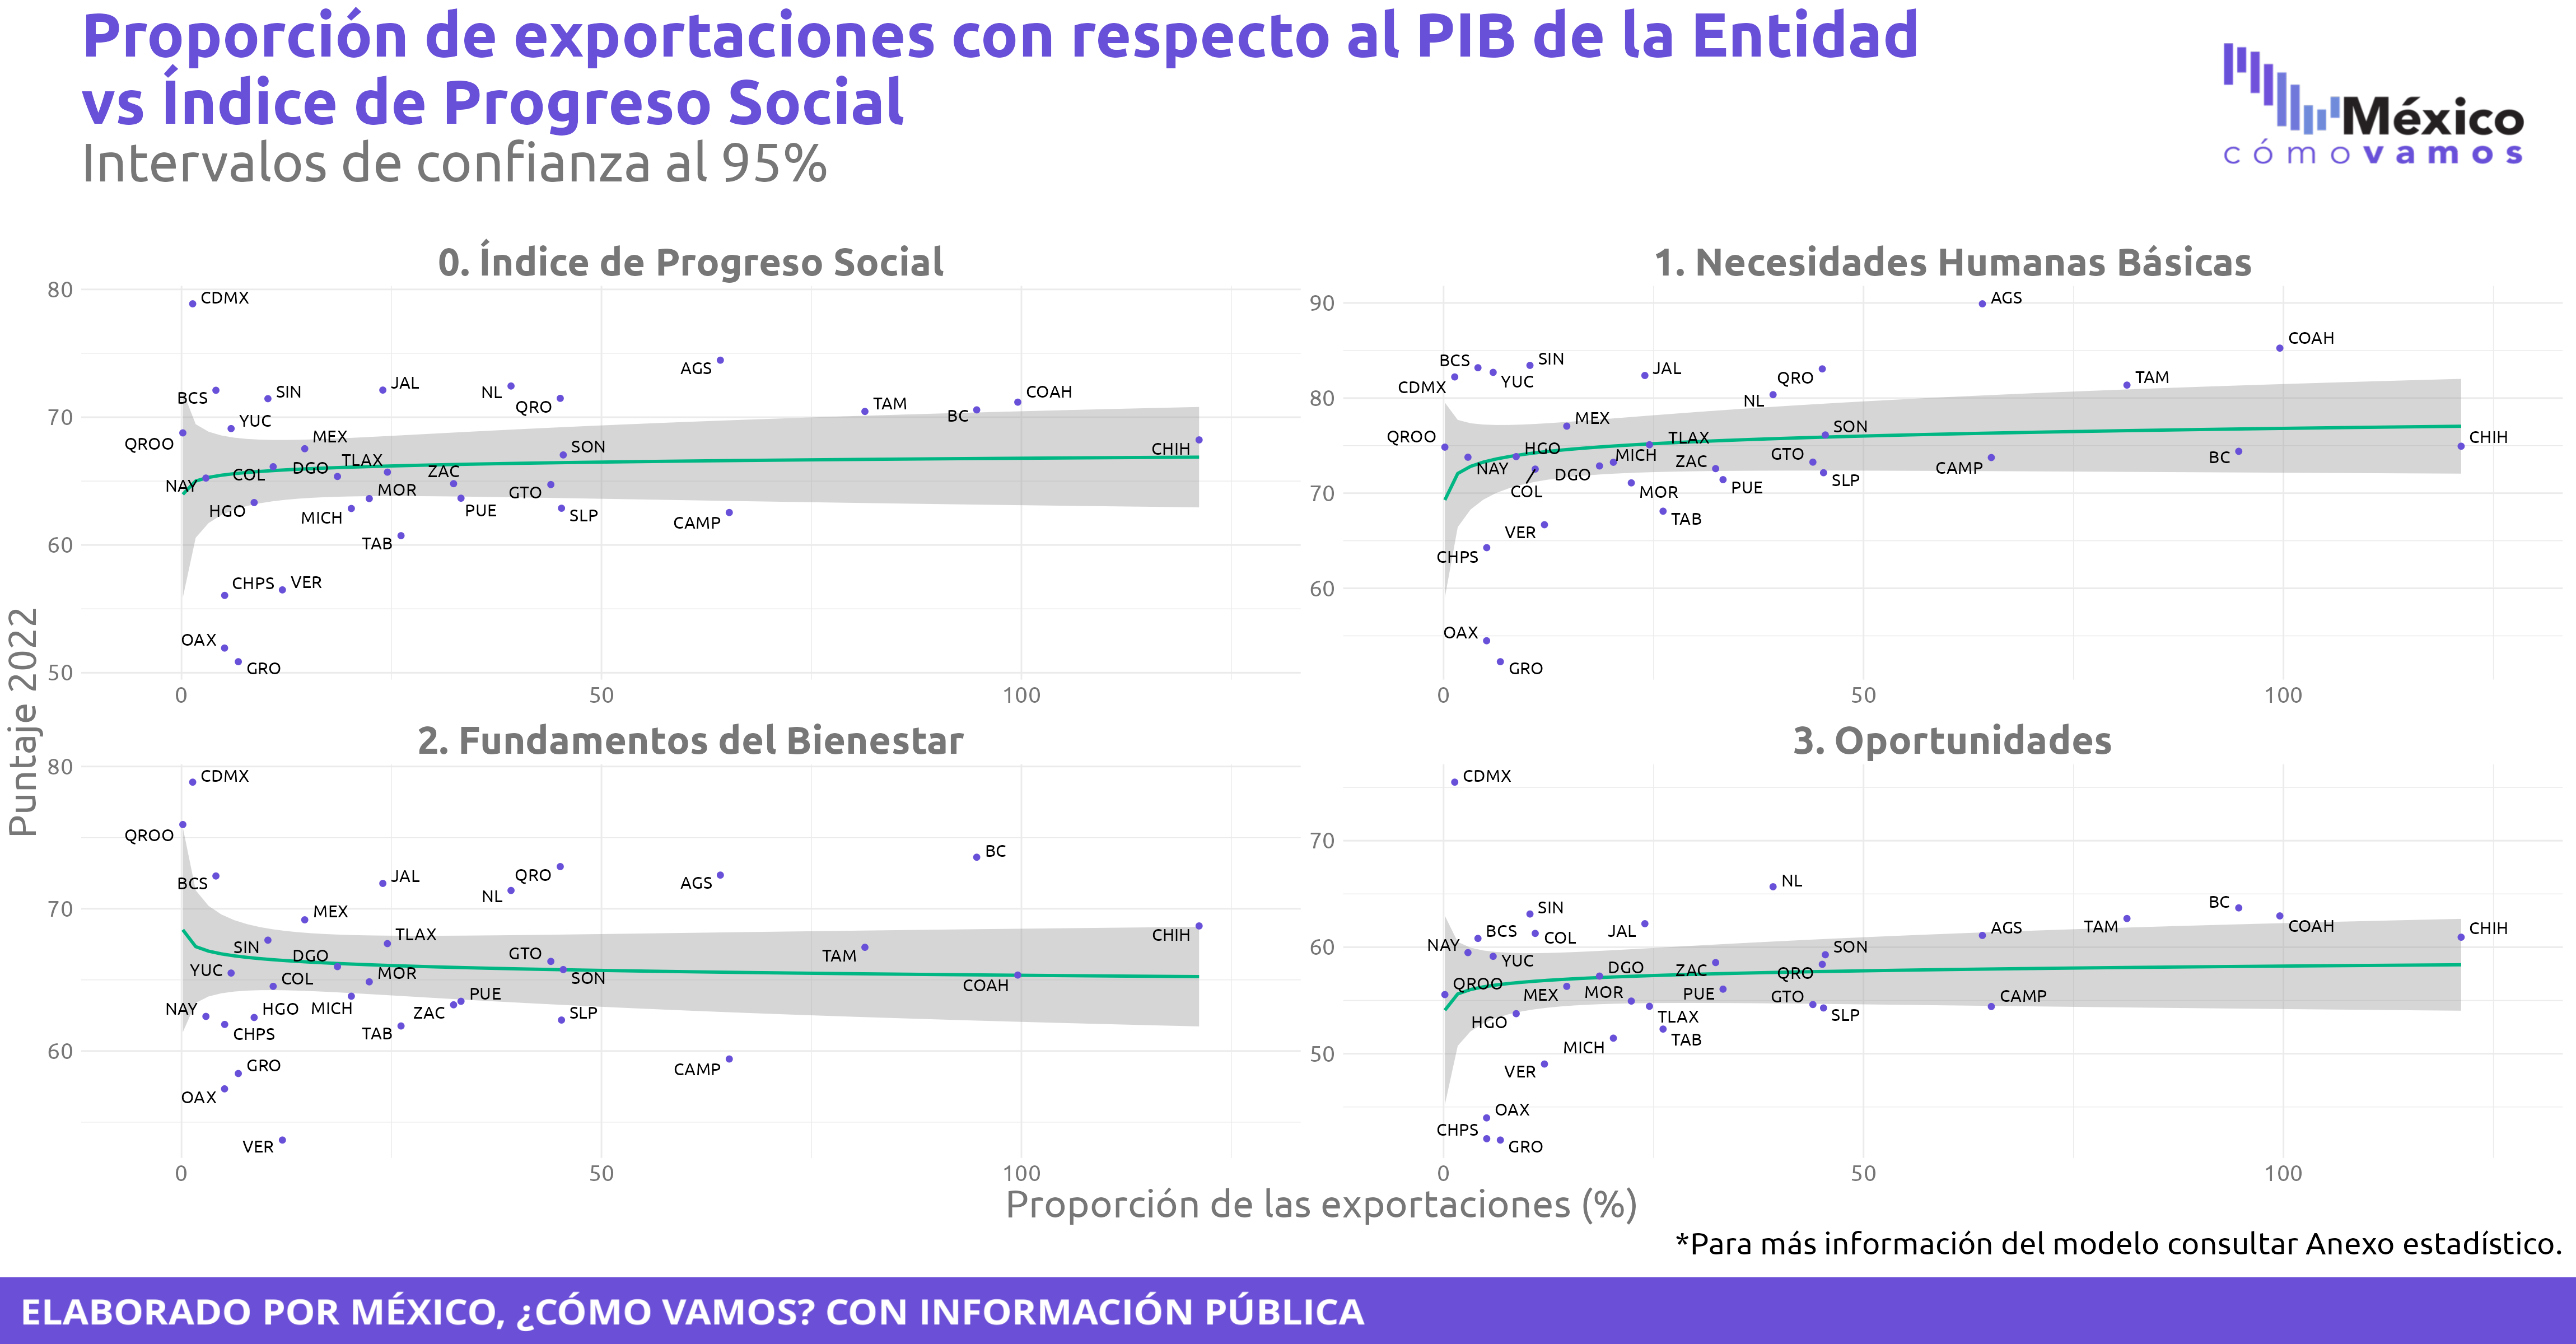 Proporción de exportaciones con respecto al PIB de la Entidad
vs Índice de Progreso Social
Intervalos de confianza al 95%
México
cómo vamos
Puntaje 2022
0. Índice de Progreso Social
80
70
60
50
CDMX
AGS
BCS
SIN
JAL
NL
QRO
TAM
BC
COAH
YUC
QROO
MEX
SON
CHIH
NAY
COL
DGO
TLAX
ZAC
HGO
MICH
MOR
PUE
GTO
SLP
CAMP
TAB
CHPS
VER
OAX
GRO
0
50
100
1. Necesidades Humanas Básicas
90
80
70
60
AGS
COAH
BCS
SIN
CDMX
YUC
JAL
QRO
NL
TAM
MEX
QROO
HGO
TLAX
SON
CHIH
NAY
COL
DGO
MICH
ZAC
GTO
CAMP
BC
MOR
PUE
SLP
TAB
VER
CHPS
OAX
GRO
0
50
100
2. Fundamentos del Bienestar
80
70
60
CDMX
QROO
BCS
JAL
NL
QRO
AGS
BC
MEX
SIN
TLAX
CHIH
YUC
DGO
GTO
TAM
COL
MOR
SON
COAH
NAY
HGO
MICH
PUE
CHPS
TAB
ZAC
SLP
GRO
CAMP
OAX
VER
0
50
100
3. Oportunidades
70
60
50
CDMX
NL
SIN
BC
BCS
COL
JAL
AGS
TAM
COAH
CHIH
NAY
YUC
SON
QROO
DGO
ZAC
QRO
MEX
MOR
PUE
GTO
CAMP
HGO
TLAX
SLP
MICH
TAB
VER
OAX
CHPS
GRO
0
50
100
Proporción de las exportaciones (%)
*Para más información del modelo consultar Anexo estadístico.
ELABORADO POR MÉXICO, ¿CÓMO VAMOS? CON INFORMACIÓN PÚBLICA